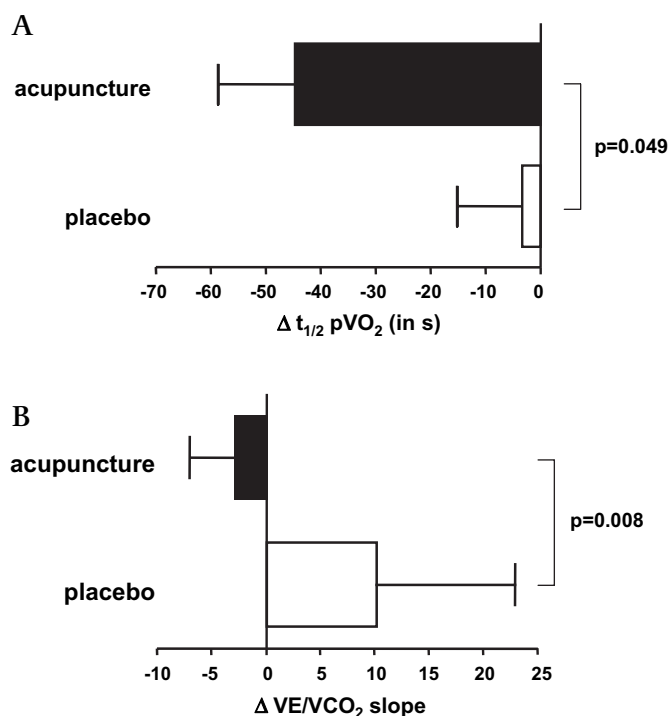 A
acupuncture
p=0.049
placebo
-70 -60 -50 -40 -30 -20 -10 0
Δ t1/2 pVO2 (in s)
B
acupuncture
p=0.008
placebo
-10 -5 0 5 10 15 20 25
Δ VE/VCO2 slope